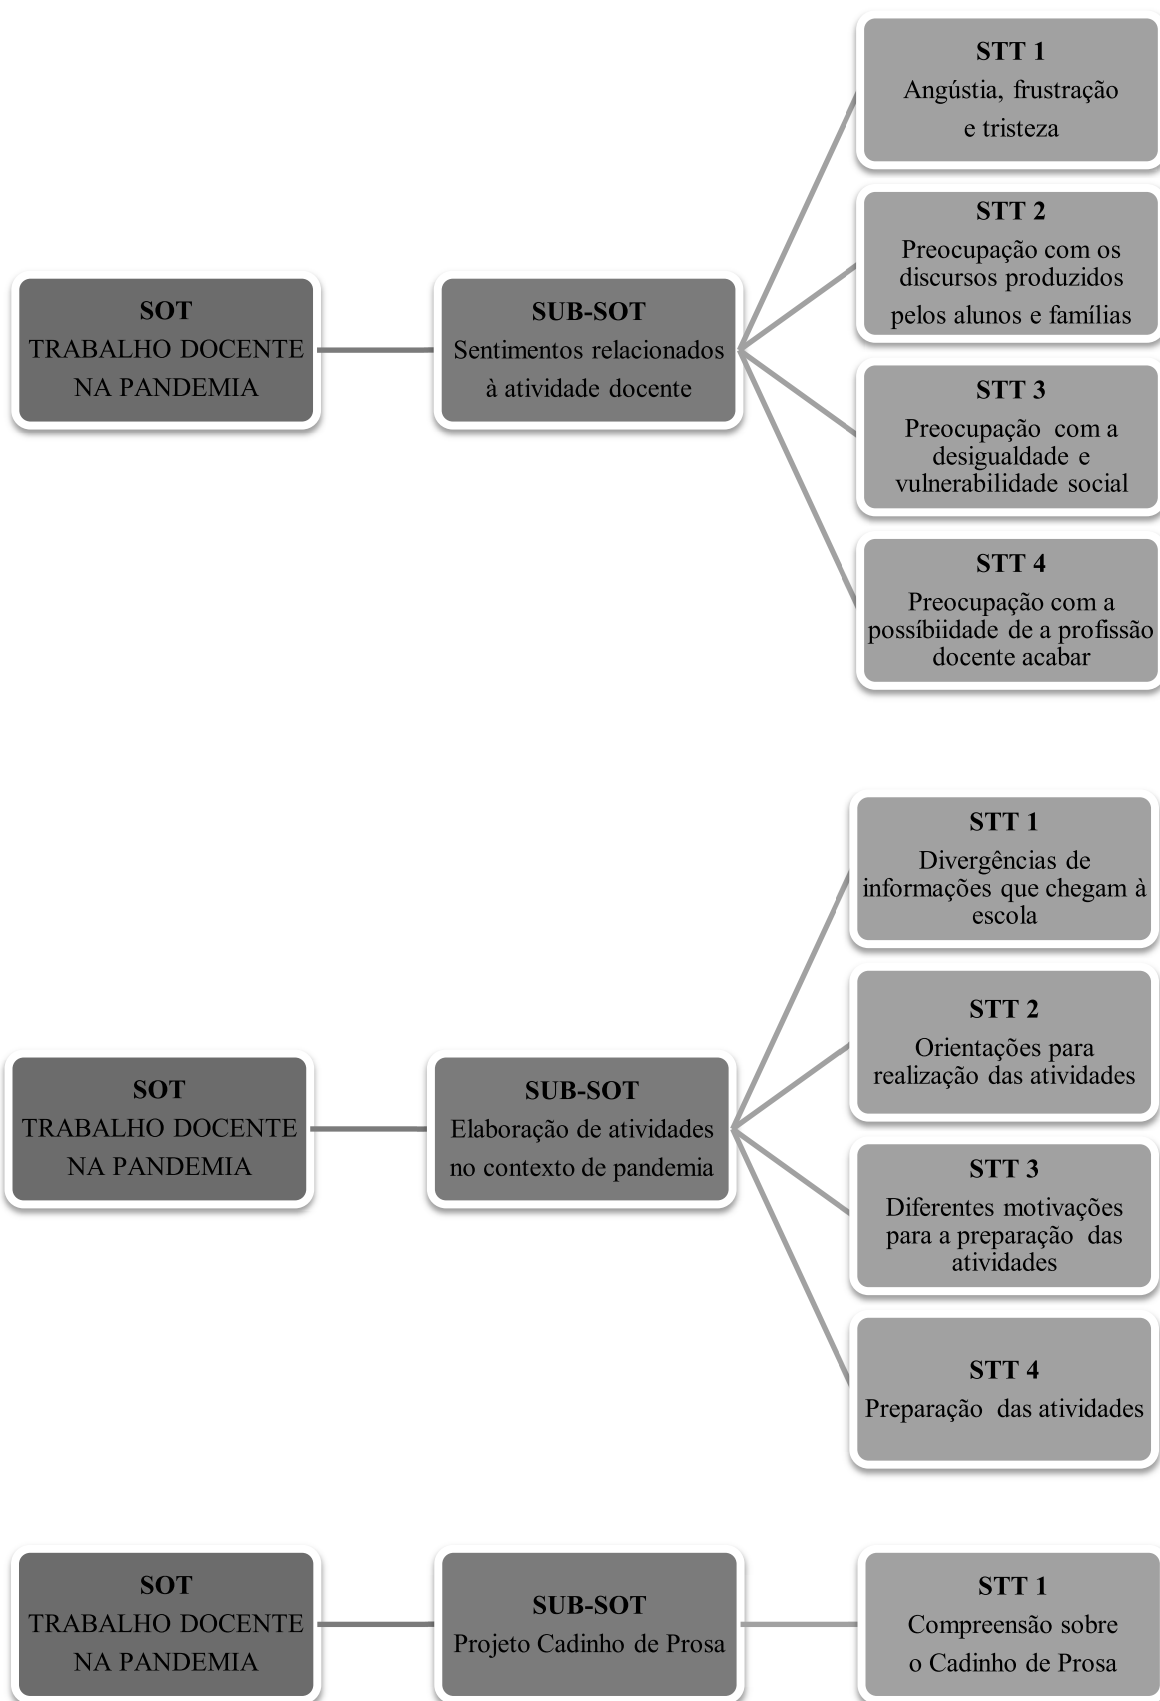 SOT
TRABALHO DOCENTE
NA PANDEMIA
SUB-SOT
Sentimentos relacionados
à atividade docente
STT 1
Angústia, frustração
e tristeza
STT 2
Preocupação com os
discursos produzidos
pelos alunos e famílias
STT 3
Preocupação com a
desigualdade e
vulnerabilidade social
STT 4
Preocupação com a
possíbiidade de a profissão
docente acabar
SOT
TRABALHO DOCENTE
NA PANDEMIA
SUB-SOT
Elaboração de atividades
no contexto de pandemia
STT 1
Divergências de
informações que chegam à
escola
STT 2
Orientações para
realização das atividades
STT 3
Diferentes motivações
para a preparação das
atividades
STT 4
Preparação das atividades
SOT
TRABALHO DOCENTE
NA PANDEMIA
SUB-SOT
Projeto Cadinho de Prosa
STT 1
Compreensão sobre
o Cadinho de Prosa